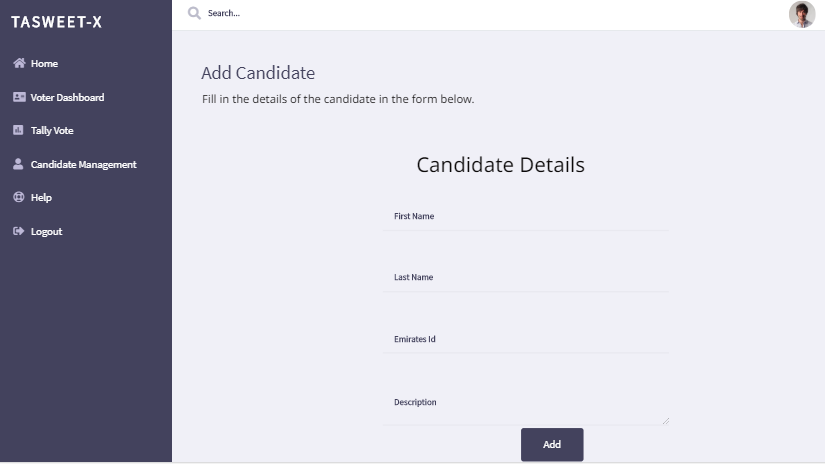 TASWEET-X
Search...
Home
Voter Dashboard
Tally Vote
Candidate Management
Help
Logout
Add Candidate
Fill in the details of the candidate in the form below.
Candidate Details
First Name
Last Name
Emirates Id
Description
Add